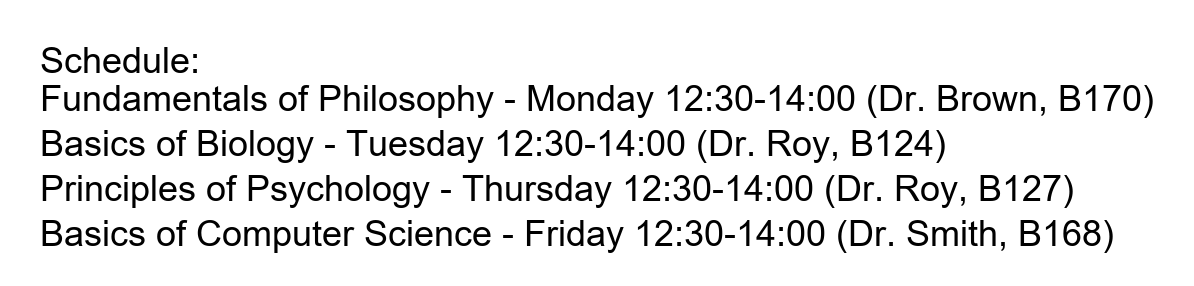 Schedule:
Fundamentals of Philosophy - Monday 12:30-14:00 (Dr. Brown, B170)
Basics of Biology - Tuesday 12:30-14:00 (Dr. Roy, B124)
Principles of Psychology - Thursday 12:30-14:00 (Dr. Roy, B127)
Basics of Computer Science - Friday 12:30-14:00 (Dr. Smith, B168)